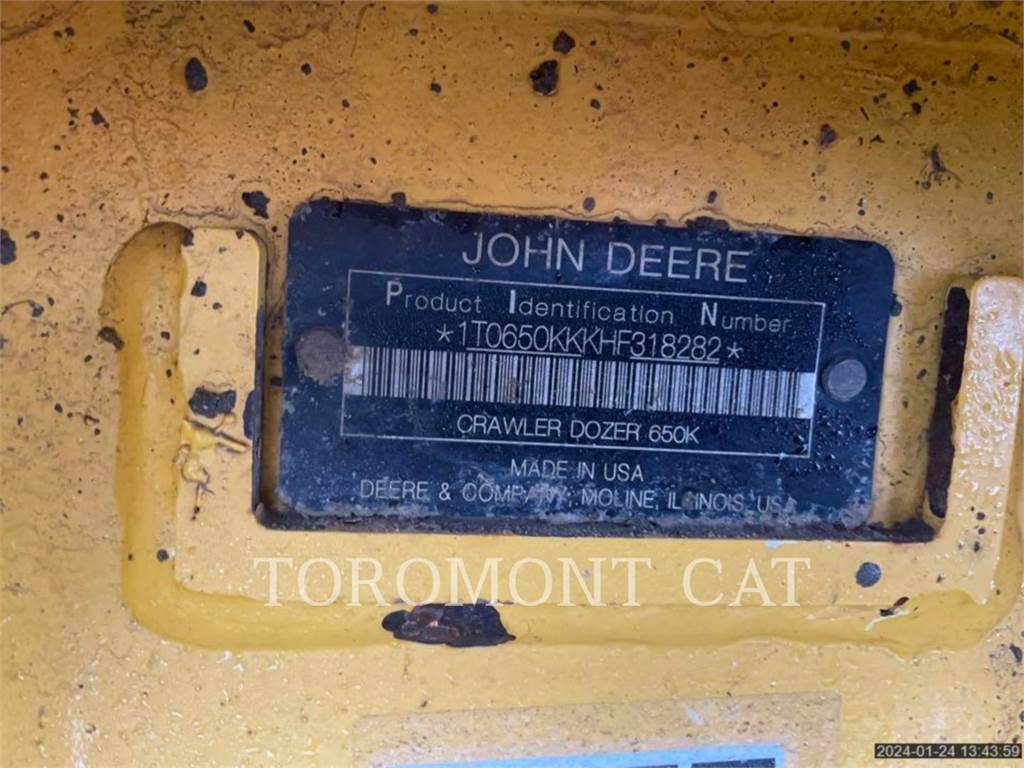 JOHN DEERE
Product Identification Number
*1T0650KKKHF318282*
CRAWLER DOZER 650K
MADE IN USA
DEERE & COMPANY, MOLINE, ILLINOIS, USA
TOROMONT CAT
2024-01-24 13:43:59